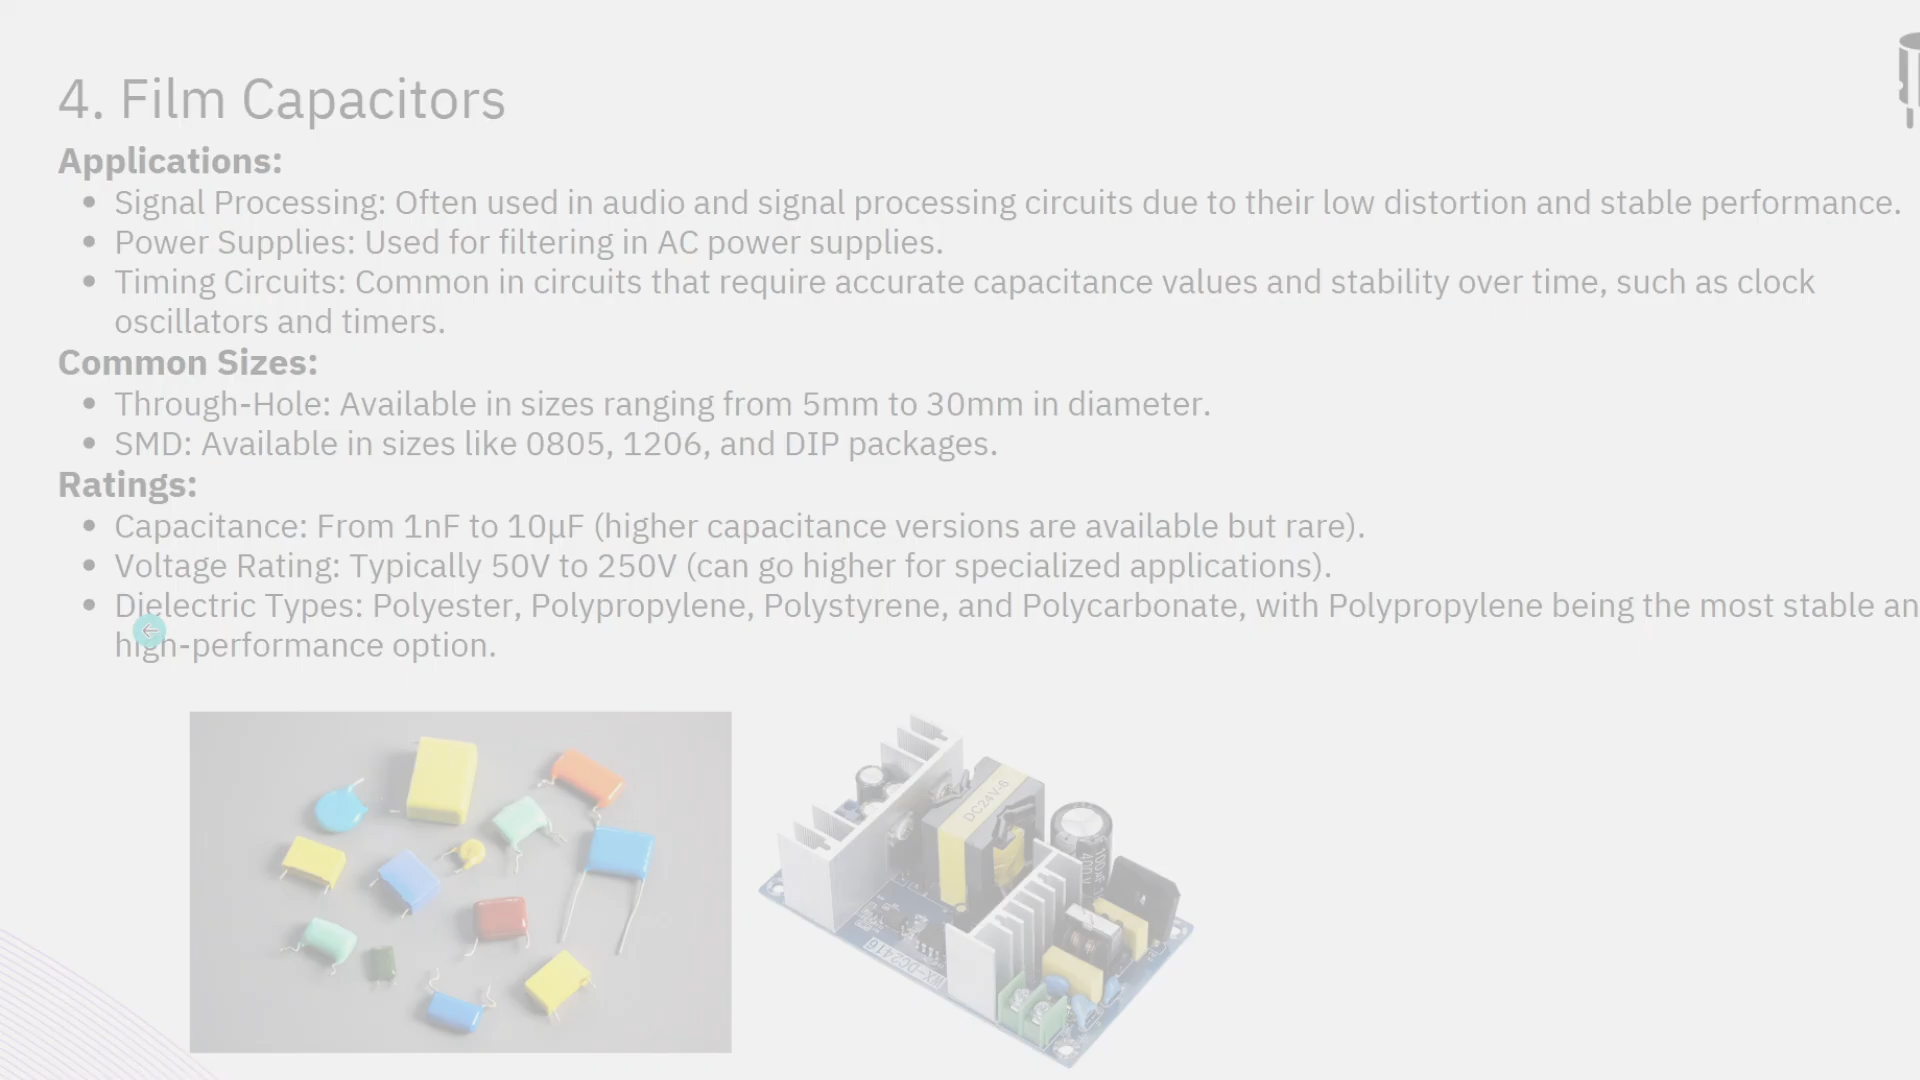 4. Film Capacitors
Applications:
Signal Processing: Often used in audio and signal processing circuits due to their low distortion and stable performance.
Power Supplies: Used for filtering in AC power supplies.
Timing Circuits: Common in circuits that require accurate capacitance values and stability over time, such as clock
oscillators and timers.
Common Sizes:
Through-Hole: Available in sizes ranging from 5mm to 30mm in diameter.
SMD: Available in sizes like 0805, 1206, and DIP packages.
Ratings:
Capacitance: From 1nF to 10µF (higher capacitance versions are available but rare).
Voltage Rating: Typically 50V to 250V (can go higher for specialized applications).
Dielectric Types: Polyester, Polypropylene, Polystyrene, and Polycarbonate, with Polypropylene being the most stable an
high-performance option.
DC24V-6
100µF
400V